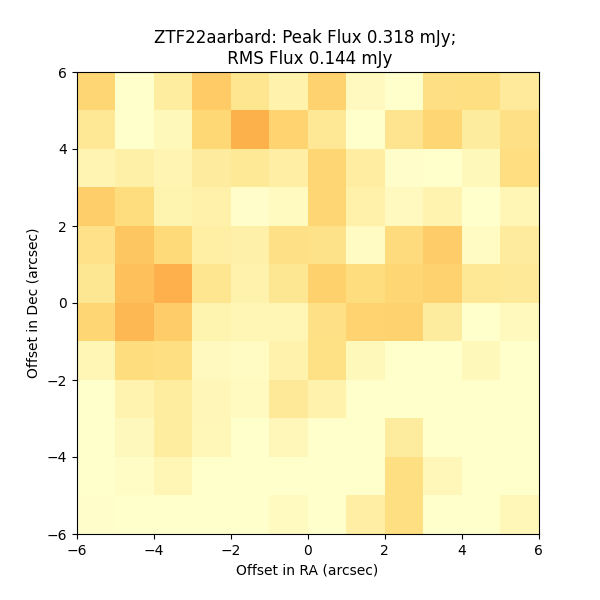 ZTF22aarbard: Peak Flux 0.318 mJy;
RMS Flux 0.144 mJy
6
4
2
0
−2
−4
−6
Offset in Dec (arcsec)
−6 −4 −2 0 2 4 6
Offset in RA (arcsec)